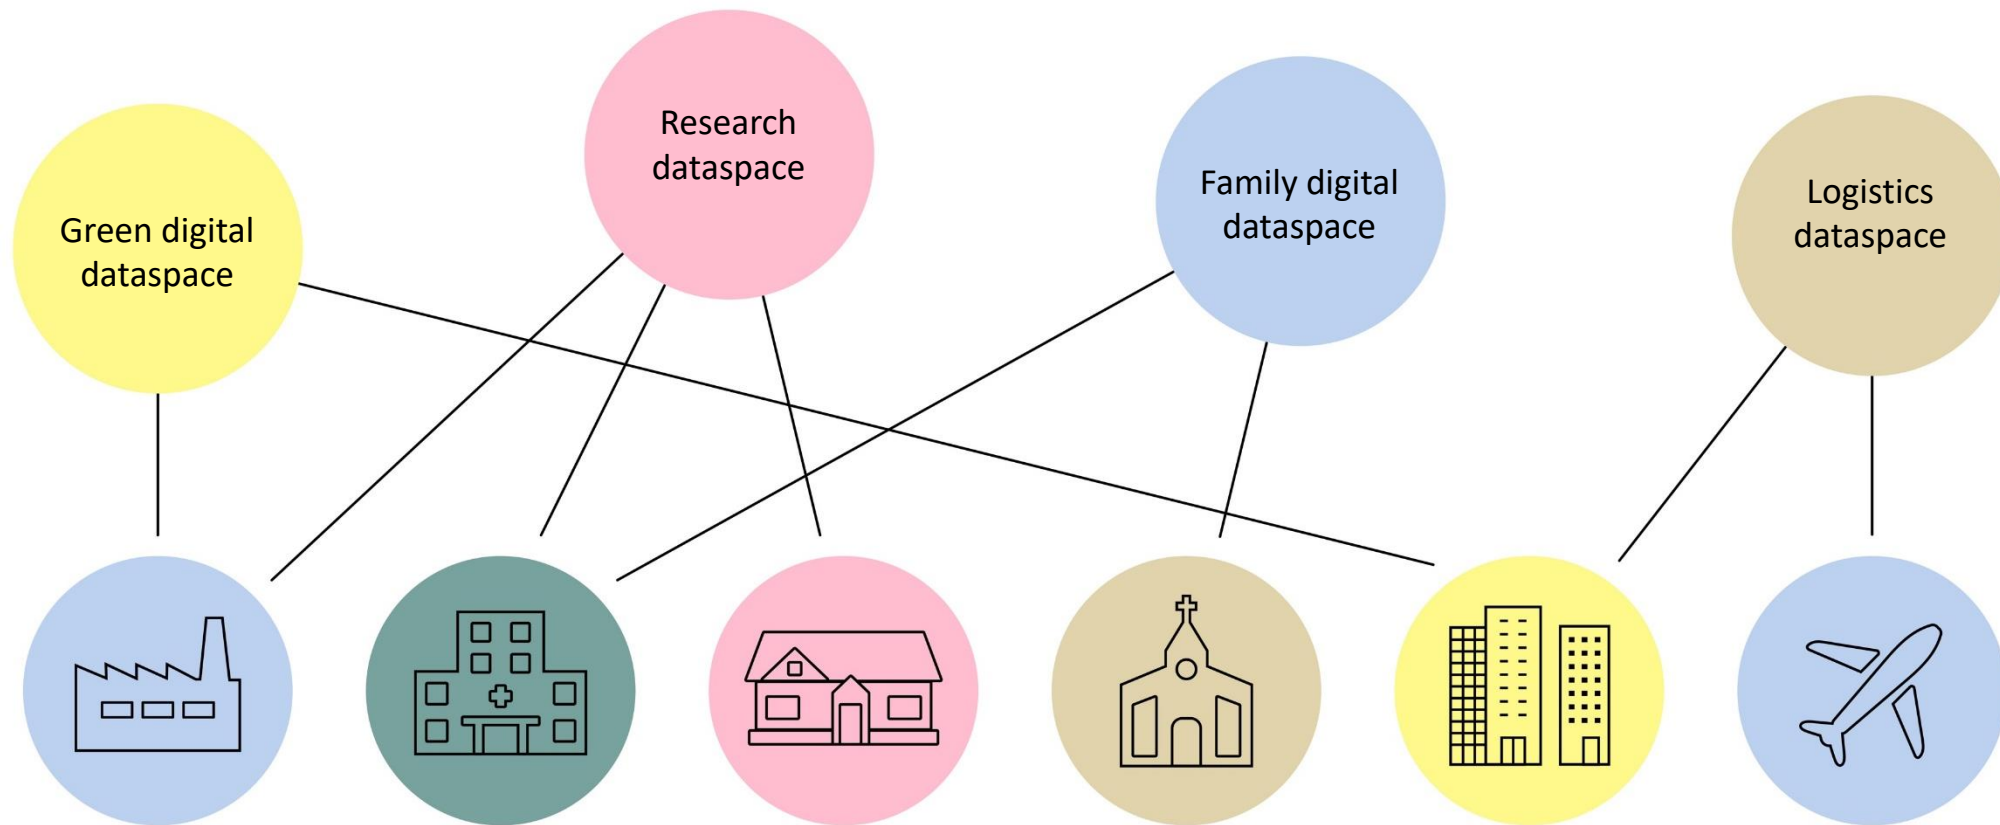 Green digital
dataspace
Research
dataspace
Family digital
dataspace
Logistics
dataspace